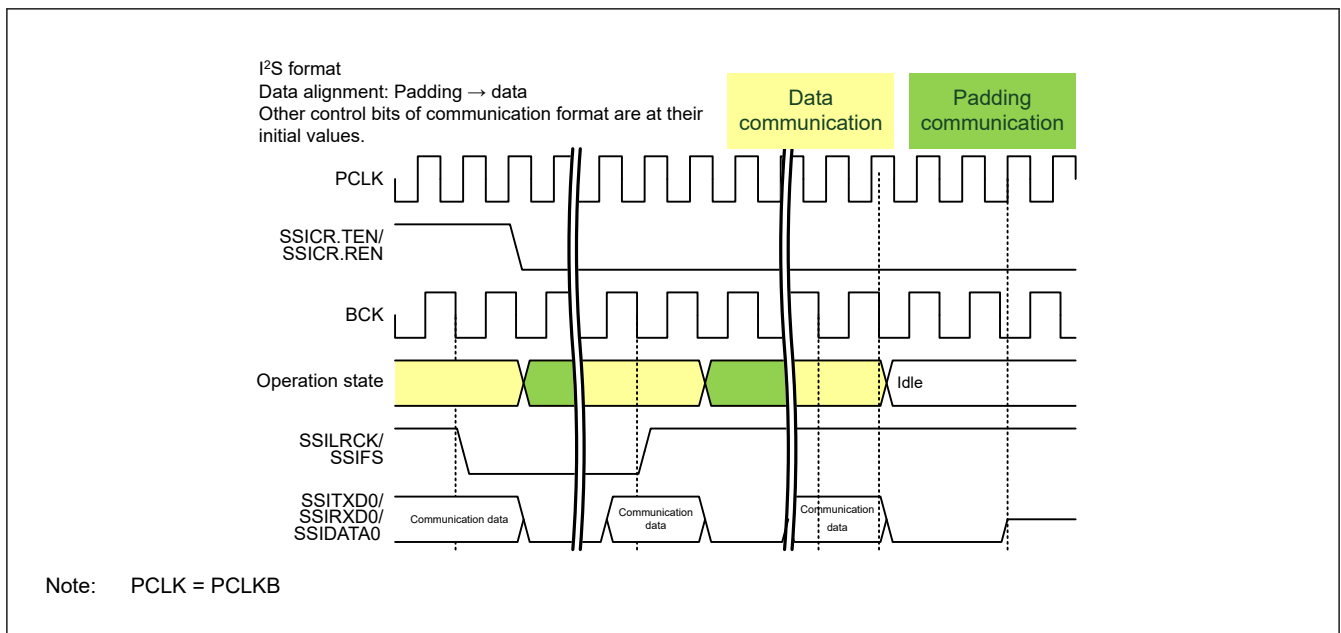 I²S format
Data alignment: Padding → data
Other control bits of communication format are at their
initial values.
Data
communication
Padding
communication
PCLK
SSICR.TEN/
SSICR.REN
BCK
Operation state
Idle
SSILRCK/
SSIFS
SSITXD0/
SSIRXD0/
SSIDATA0
Communication data
Communication
data
Communication
data
Note: PCLK = PCLKB